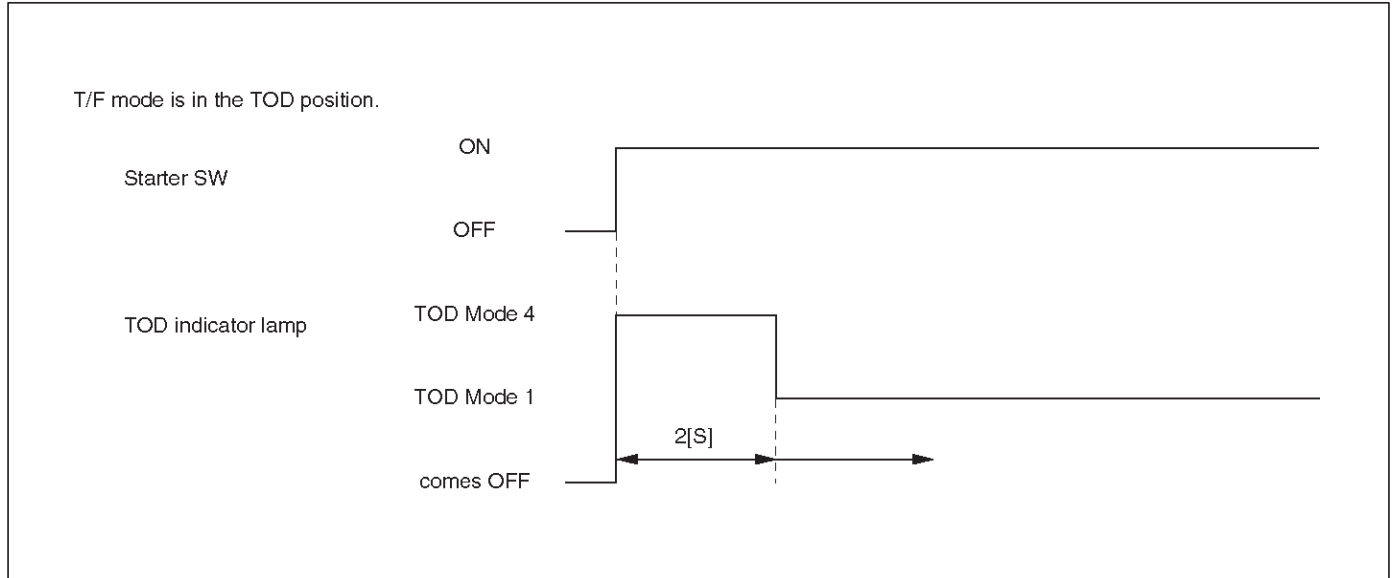 T/F mode is in the TOD position.
ON
Starter SW
OFF
TOD Mode 4
TOD indicator lamp
TOD Mode 1
2[S]
comes OFF